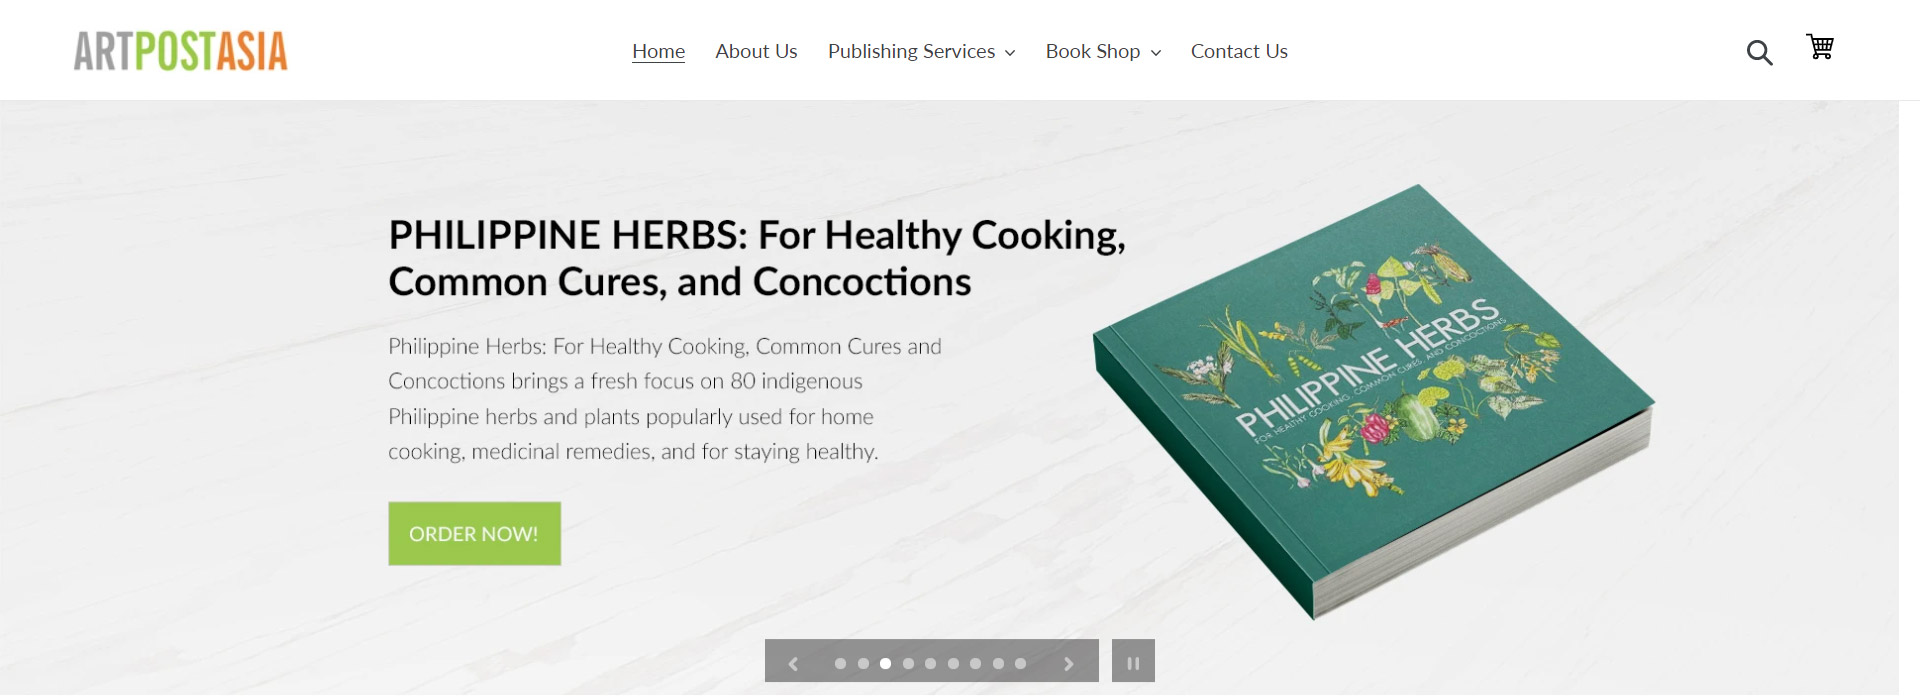 ARTPOSTASIA
Home About Us Publishing Services Book Shop Contact Us
PHILIPPINE HERBS: For Healthy Cooking,
Common Cures, and Concoctions
Philippine Herbs: For Healthy Cooking, Common Cures and
Concoctions brings a fresh focus on 80 indigenous
Philippine herbs and plants popularly used for home
cooking, medicinal remedies, and for staying healthy.
ORDER NOW!
PHILIPPINE HERBS
FOR HEALTHY COOKING, COMMON CURES, AND CONCOCTIONS